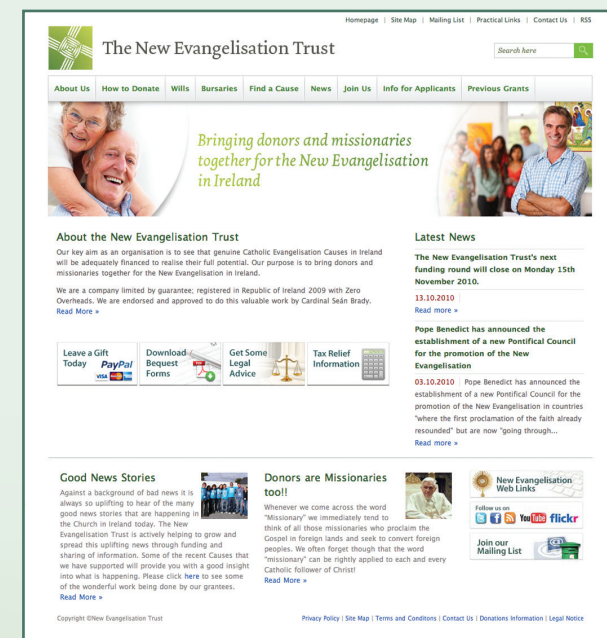 Homepage | Site Map | Mailing List | Practical Links | Contact Us | RSS
The New Evangelisation Trust
Search here
About Us
How to Donate
Wills
Bursaries
Find a Cause
News
Join Us
Info for Applicants
Previous Grants
Bringing donors and missionaries
together for the New Evangelisation
in Ireland
About the New Evangelisation Trust
Our key aim as an organisation is to see that genuine Catholic Evangelisation Causes in Ireland
will be adequately financed to realise their full potential. Our purpose is to bring donors and
missionaries together for the New Evangelisation in Ireland.
We are a company limited by guarantee; registered in Republic of Ireland 2009 with Zero
Overheads. We are endorsed and approved to do this valuable work by Cardinal Seán Brady.
Read More »
Leave a Gift
Today
PayPal
VISA
Download
Bequest
Forms
Get Some
Legal
Advice
Tax Relief
Information
Latest News
The New Evangelisation Trust's next
funding round will close on Monday 15th
November 2010.
13.10.2010 |
Read more »
Pope Benedict has announced the
establishment of a new Pontifical Council
for the promotion of the New
Evangelisation
03.10.2010 | Pope Benedict has announced the
establishment of a new Pontifical Council for the
promotion of the New Evangelisation in countries
"where the first proclamation of the faith already
resounded" but are now "going through...
Read more »
Good News Stories
Against a background of bad news it is
always so uplifting to hear of the many
good news stories that are happening in
the Church in Ireland today. The New
Evangelisation Trust is actively helping to grow and
spread this uplifting news through funding and
sharing of information. Some of the recent Causes that
we have supported will provide you with a good insight
into what is happening. Please click here to see some
of the wonderful work being done by our grantees.
Read More »
Donors are Missionaries
too!!
Whenever we come across the word
"Missionary" we immediately tend to
think of all those missionaries who proclaim the
Gospel in foreign lands and seek to convert foreign
peoples. We often forget though that the word
"missionary" can be rightly applied to each and every
Catholic follower of Christ!
Read More »
New Evangelisation
Web Links
Follow us on
You Tube flickr
Join our
Mailing List
Copyright ©New Evangelisation Trust
Privacy Policy | Site Map | Terms and Conditons | Contact Us | Donations Information | Legal Notice